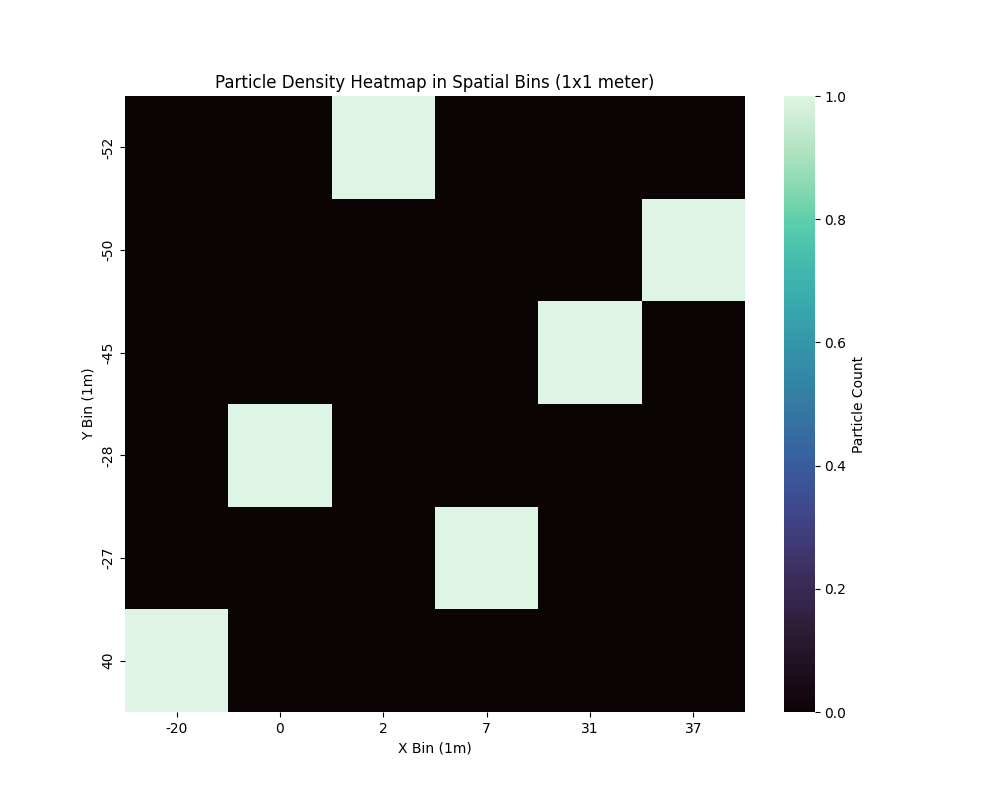 Particle Density Heatmap in Spatial Bins (1x1 meter)
Y Bin (1m)
-52
-50
-45
-28
-27
40
-20 0 2 7 31 37
X Bin (1m)
1.0
0.8
0.6
0.4
0.2
0.0
Particle Count